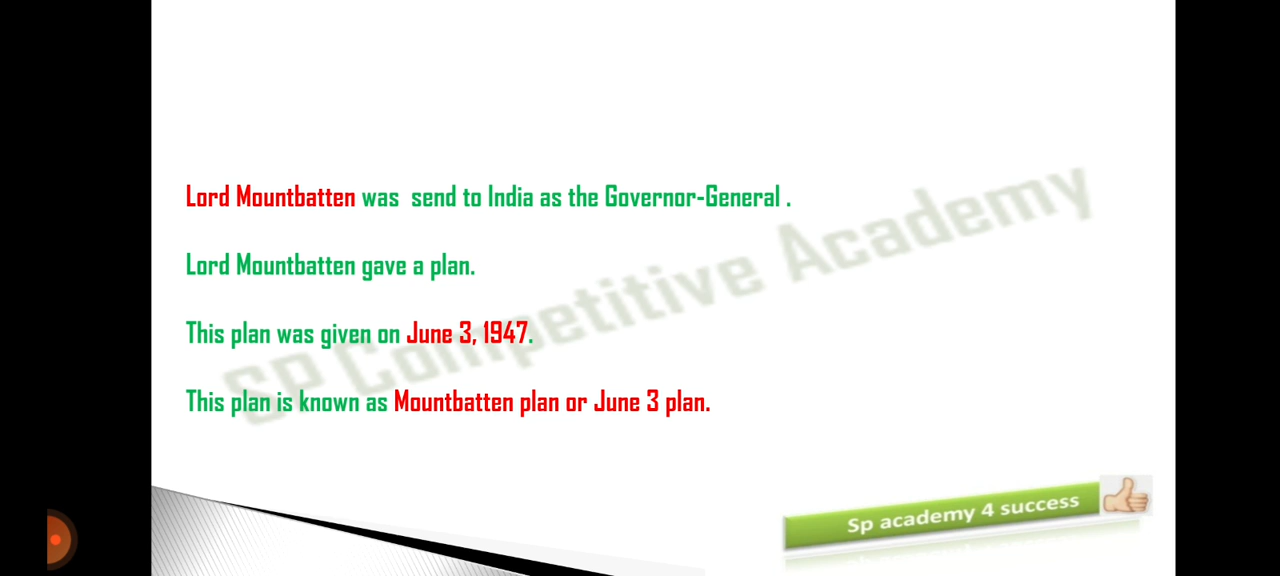 Lord Mountbatten was  send to India as the Governor-General .
Lord Mountbatten gave a plan.
This plan was given on June 3, 1947.
This plan is known as Mountbatten plan or June 3 plan.
SP Competitive Academy
Sp academy 4 success